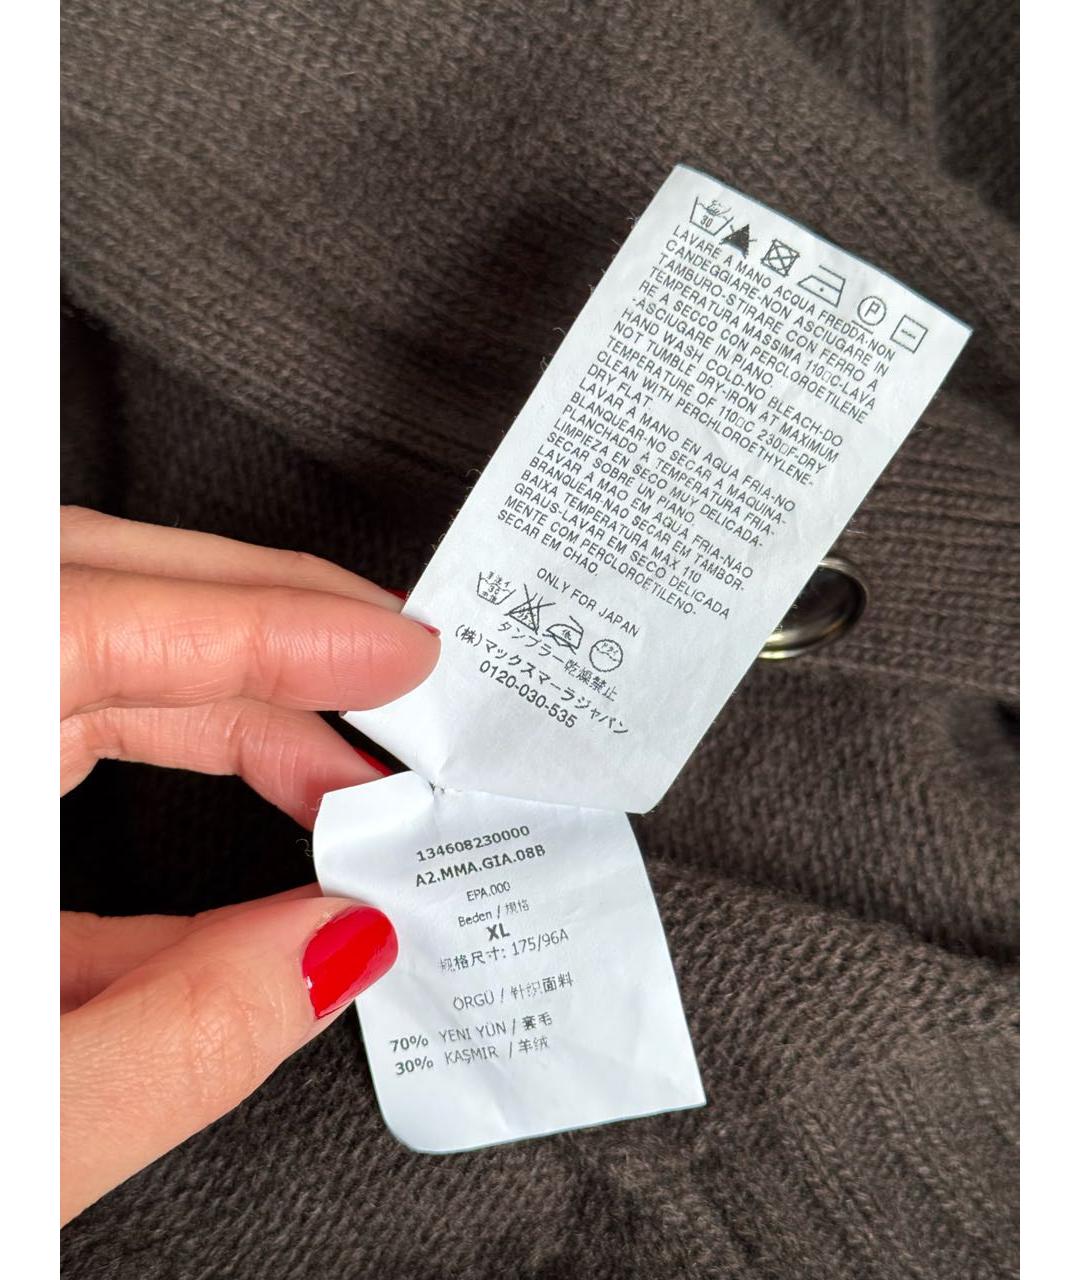 30
LAVARE A MANO ACQUA FREDDA-NON
CANDEGGIARE-NON ASCIUGARE IN
TAMBURO-STIRARE CON FERRO A
TEMPERATURA MASSIMA 110□C-LAVA
RE A SECCO CON PERCLOROETILENE
-ASCIUGARE IN PIANO.
HAND WASH COLD-NO BLEACH-DO
NOT TUMBLE DRY-IRON AT MAXIMUM
TEMPERATURE OF 110□C 230□F-DRY
CLEAN WITH PERCHLOROETHYLENE.
DRY FLAT.
LAVAR A MANO EN AGUA FRIA-NO
BLANQUEAR-NO SECAR A MAQUINA-
PLANCHADO A TEMPERATURA FRIA-
LIMPIEZA EN SECO MUY DELICADA-
SECAR SOBRE UN PIANO.
LAVAR A MAO EM AGUA FRIA-NAO
BRANQUEAR-NAO SECAR EM TAMBOR-
BAIXA TEMPERATURA MAX 110
GRAUS-LAVAR EM SECO DELICADA
MENTE COM PERCLOROETILENO-
SECAR EM CHAO.
P
ONLY FOR JAPAN
タンブラー乾燥禁止
(株)マックスマーラジャパン
0120-030-535
134608230000
A2.MMA.GIA.08B
EPA.000
Beden / 规格
XL
规格尺寸: 175/96A
ÖRGÜ / 针织面料
70% YENI YÜN / 羊毛
30% KAŞMIR / 羊绒